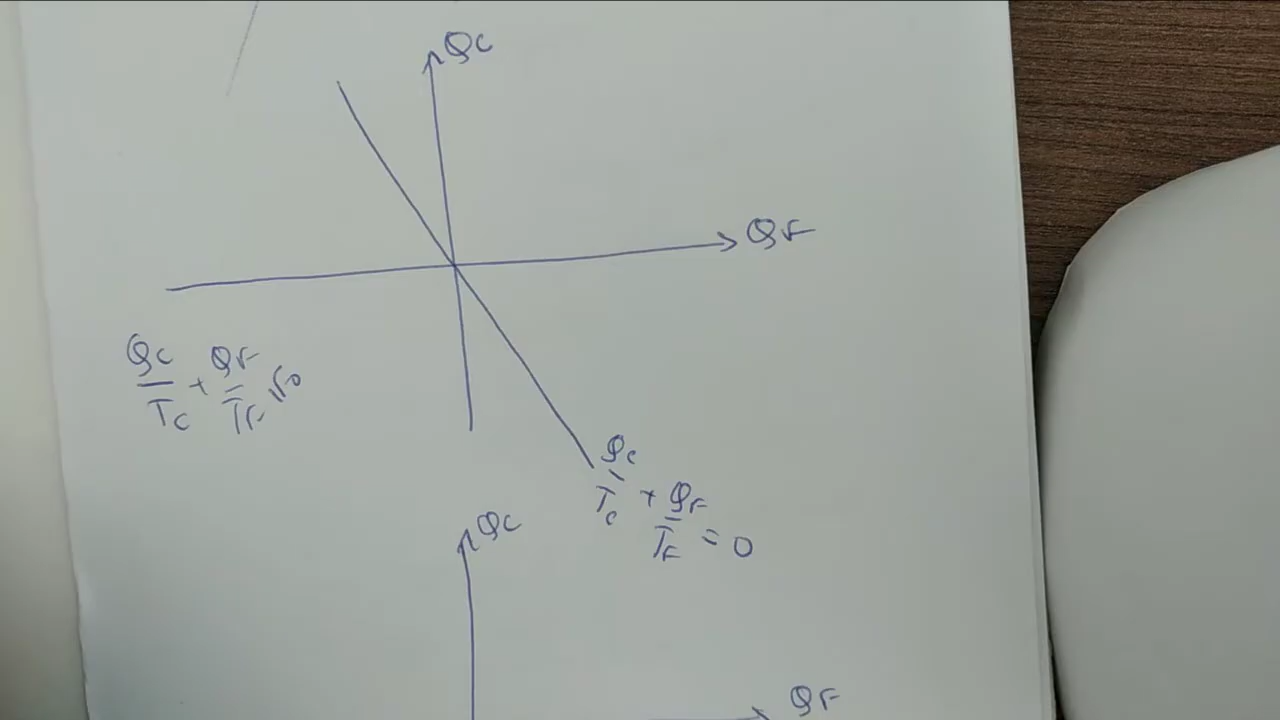 QC
QF
QC/TC + QF/TF ≤ 0
QC/TC + QF/TF = 0
QC
QF